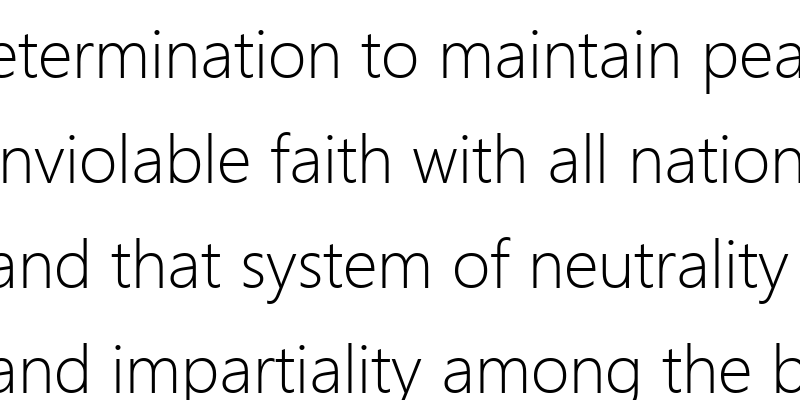 etermination to maintain pea
nviolable faith with all nation
and that system of neutrality
and impartiality among the b